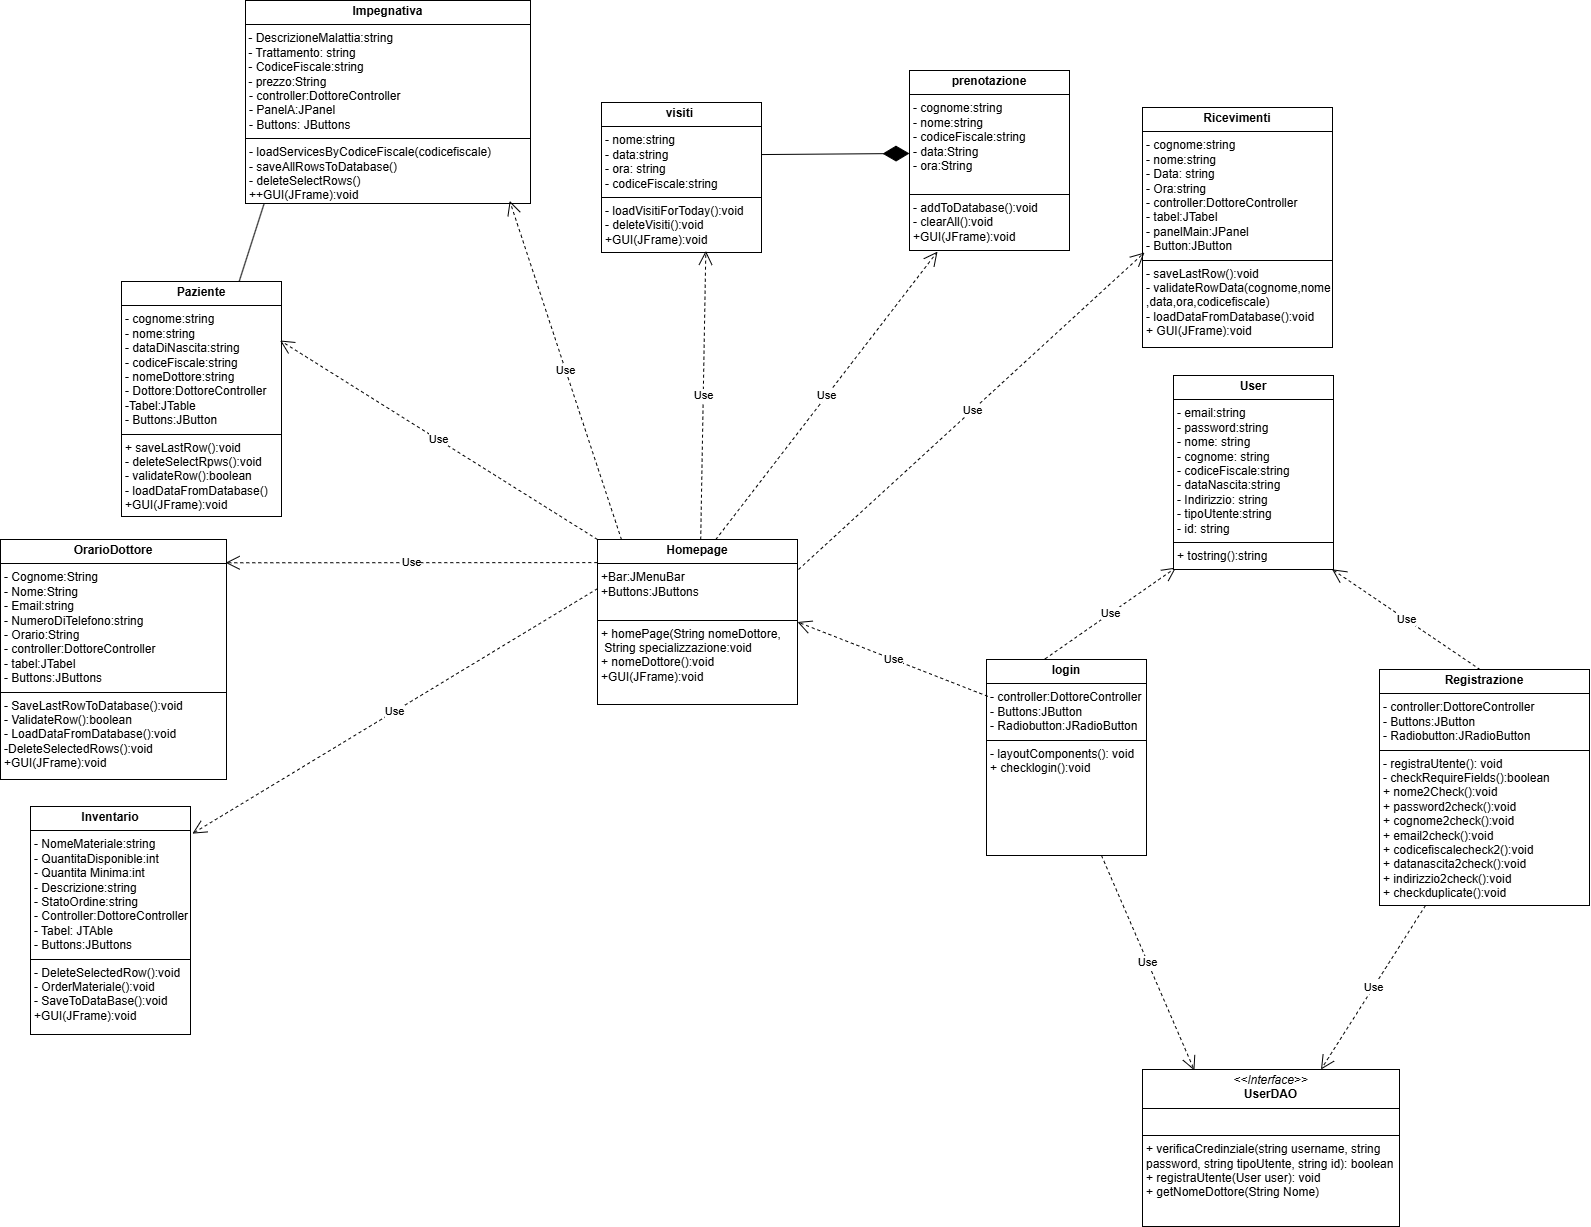 Impegnativa
- DescrizioneMalattia:string
- Trattamento: string
- CodiceFiscale:string
- prezzo:String
- controller:DottoreController
- PanelA:JPanel
- Buttons: JButtons
- loadServicesByCodiceFiscale(codicefiscale)
- saveAllRowsToDatabase()
- deleteSelectRows()
++GUI(JFrame):void
visiti
- nome:string
- data:string
- ora: string
- codiceFiscale:string
- loadVisitiForToday():void
- deleteVisiti():void
+GUI(JFrame):void
prenotazione
- cognome:string
- nome:string
- codiceFiscale:string
- data:String
- ora:String
- addToDatabase():void
- clearAll():void
+GUI(JFrame):void
Ricevimenti
- cognome:string
- nome:string
- Data: string
- Ora:string
- controller:DottoreController
- tabel:JTabel
- panelMain:JPanel
- Button:JButton
- saveLastRow():void
- validateRowData(cognome,nome
,data,ora,codicefiscale)
- loadDataFromDatabase():void
+ GUI(JFrame):void
Paziente
- cognome:string
- nome:string
- dataDiNascita:string
- codiceFiscale:string
- nomeDottore:string
- Dottore:DottoreController
-Tabel:JTable
- Buttons:JButton
+ saveLastRow():void
- deleteSelectRpws():void
- validateRow():boolean
- loadDataFromDatabase()
+GUI(JFrame):void
Use
Use
Use
Use
Use
User
- email:string
- password:string
- nome: string
- cognome: string
- codiceFiscale:string
- dataNascita:string
- Indirizzio: string
- tipoUtente:string
- id: string
+ tostring():string
OrarioDottore
- Cognome:String
- Nome:String
- Email:string
- NumeroDiTelefono:string
- Orario:String
- controller:DottoreController
- tabel:JTabel
- Buttons:JButtons
- SaveLastRowToDatabase():void
- ValidateRow():boolean
- LoadDataFromDatabase():void
-DeleteSelectedRows():void
+GUI(JFrame):void
Use
Homepage
+Bar:JMenuBar
+Buttons:JButtons
+ homePage(String nomeDottore,
String specializzazione:void
+ nomeDottore():void
+GUI(JFrame):void
Use
Use
Use
Use
login
- controller:DottoreController
- Buttons:JButton
- Radiobutton:JRadioButton
- layoutComponents(): void
+ checklogin():void
Registrazione
- controller:DottoreController
- Buttons:JButton
- Radiobutton:JRadioButton
- registraUtente(): void
- checkRequireFields():boolean
+ nome2Check():void
+ password2check():void
+ cognome2check():void
+ email2check():void
+ codicefiscalecheck2():void
+ datanascita2check():void
+ indirizzio2check():void
+ checkduplicate():void
Inventario
- NomeMateriale:string
- QuantitaDisponible:int
- Quantita Minima:int
- Descrizione:string
- StatoOrdine:string
- Controller:DottoreController
- Tabel: JTAble
- Buttons:JButtons
- DeleteSelectedRow():void
- OrderMateriale():void
- SaveToDataBase():void
+GUI(JFrame):void
Use
Use
<<Interface>>
UserDAO
+ verificaCredinziale(string username, string
password, string tipoUtente, string id): boolean
+ registraUtente(User user): void
+ getNomeDottore(String Nome)